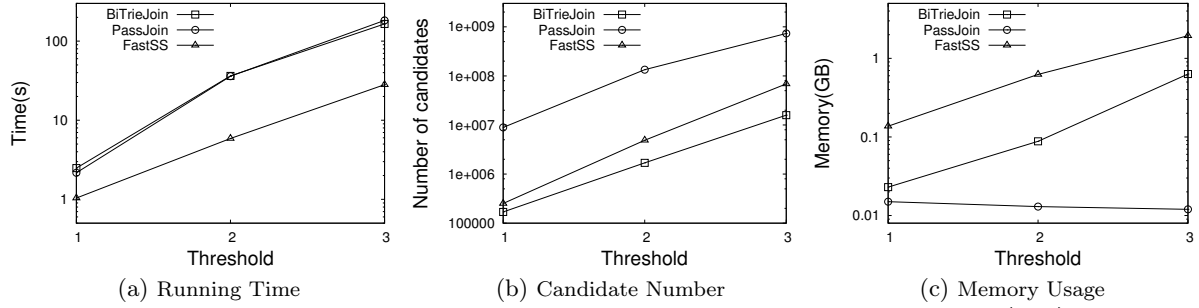 BiTrieJoin
PassJoin
FastSS
100
10
1
Time(s)
1 2 3
Threshold
(a) Running Time
BiTrieJoin
PassJoin
FastSS
1e+009
1e+008
1e+007
1e+006
100000
Number of candidates
1 2 3
Threshold
(b) Candidate Number
BiTrieJoin
PassJoin
FastSS
1
0.1
0.01
Memory(GB)
1 2 3
Threshold
(c) Memory Usage